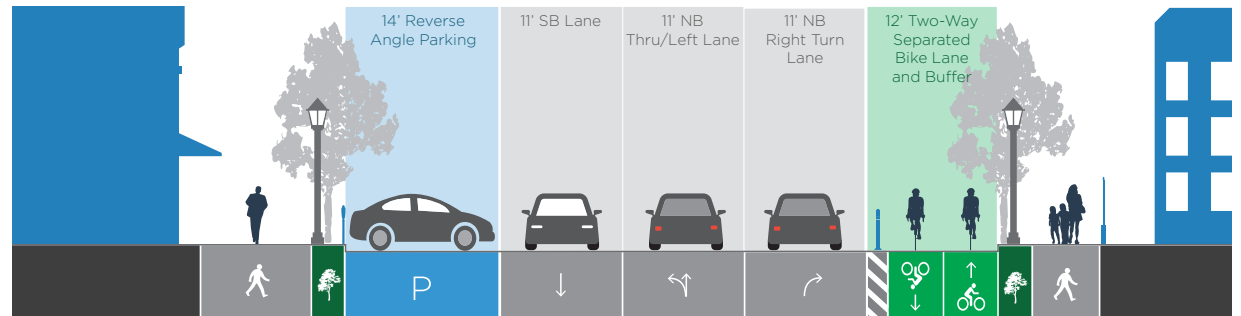 14’ Reverse
Angle Parking
11’ SB Lane
11’ NB
Thru/Left Lane
11’ NB
Right Turn
Lane
12’ Two-Way
Separated
Bike Lane
and Buffer
P